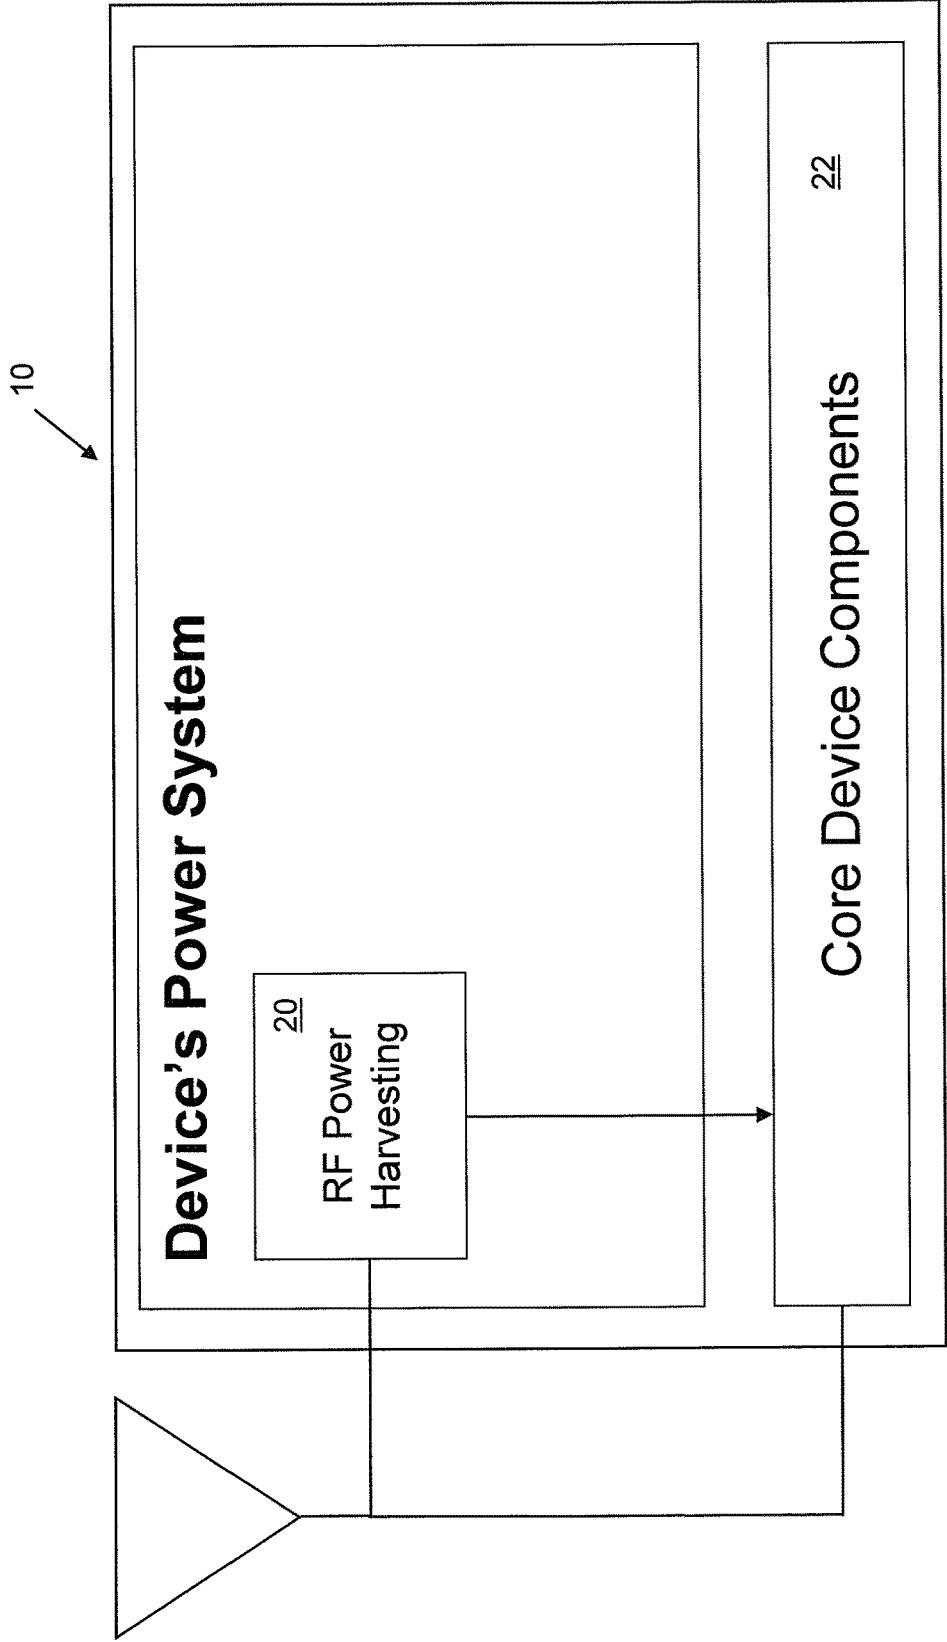 10
Device's Power System
20
RF Power
Harvesting
Core Device Components
22